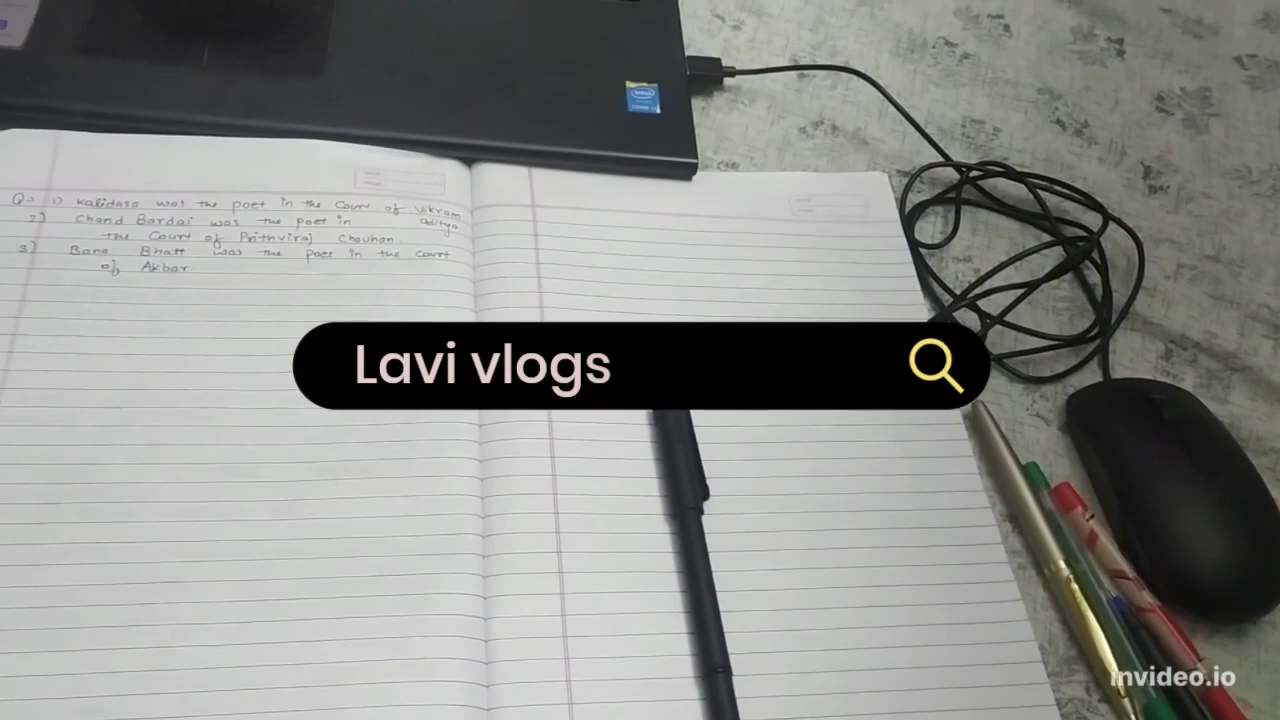 intel
Q→ 1) Kalidasa was the poet in the Court of Vikram
aditya
2) Chand Bardai was the poet in
the Court of Prithviraj Chouhan.
3) Bana Bhatt was the poet in the court
of Akbar
Lavi vlogs
invideo.io